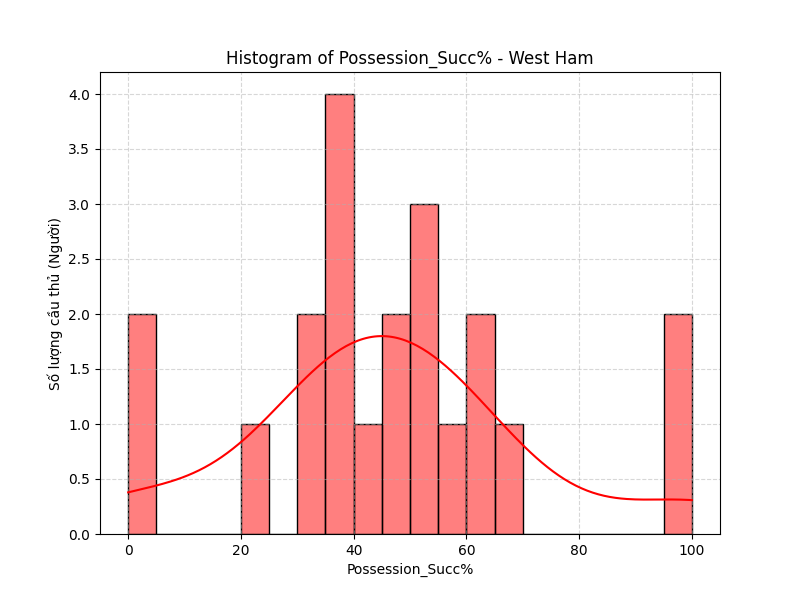 Histogram of Possession_Succ% - West Ham
Số lượng cầu thủ (Người)
4.0
3.5
3.0
2.5
2.0
1.5
1.0
0.5
0.0
0 20 40 60 80 100
Possession_Succ%